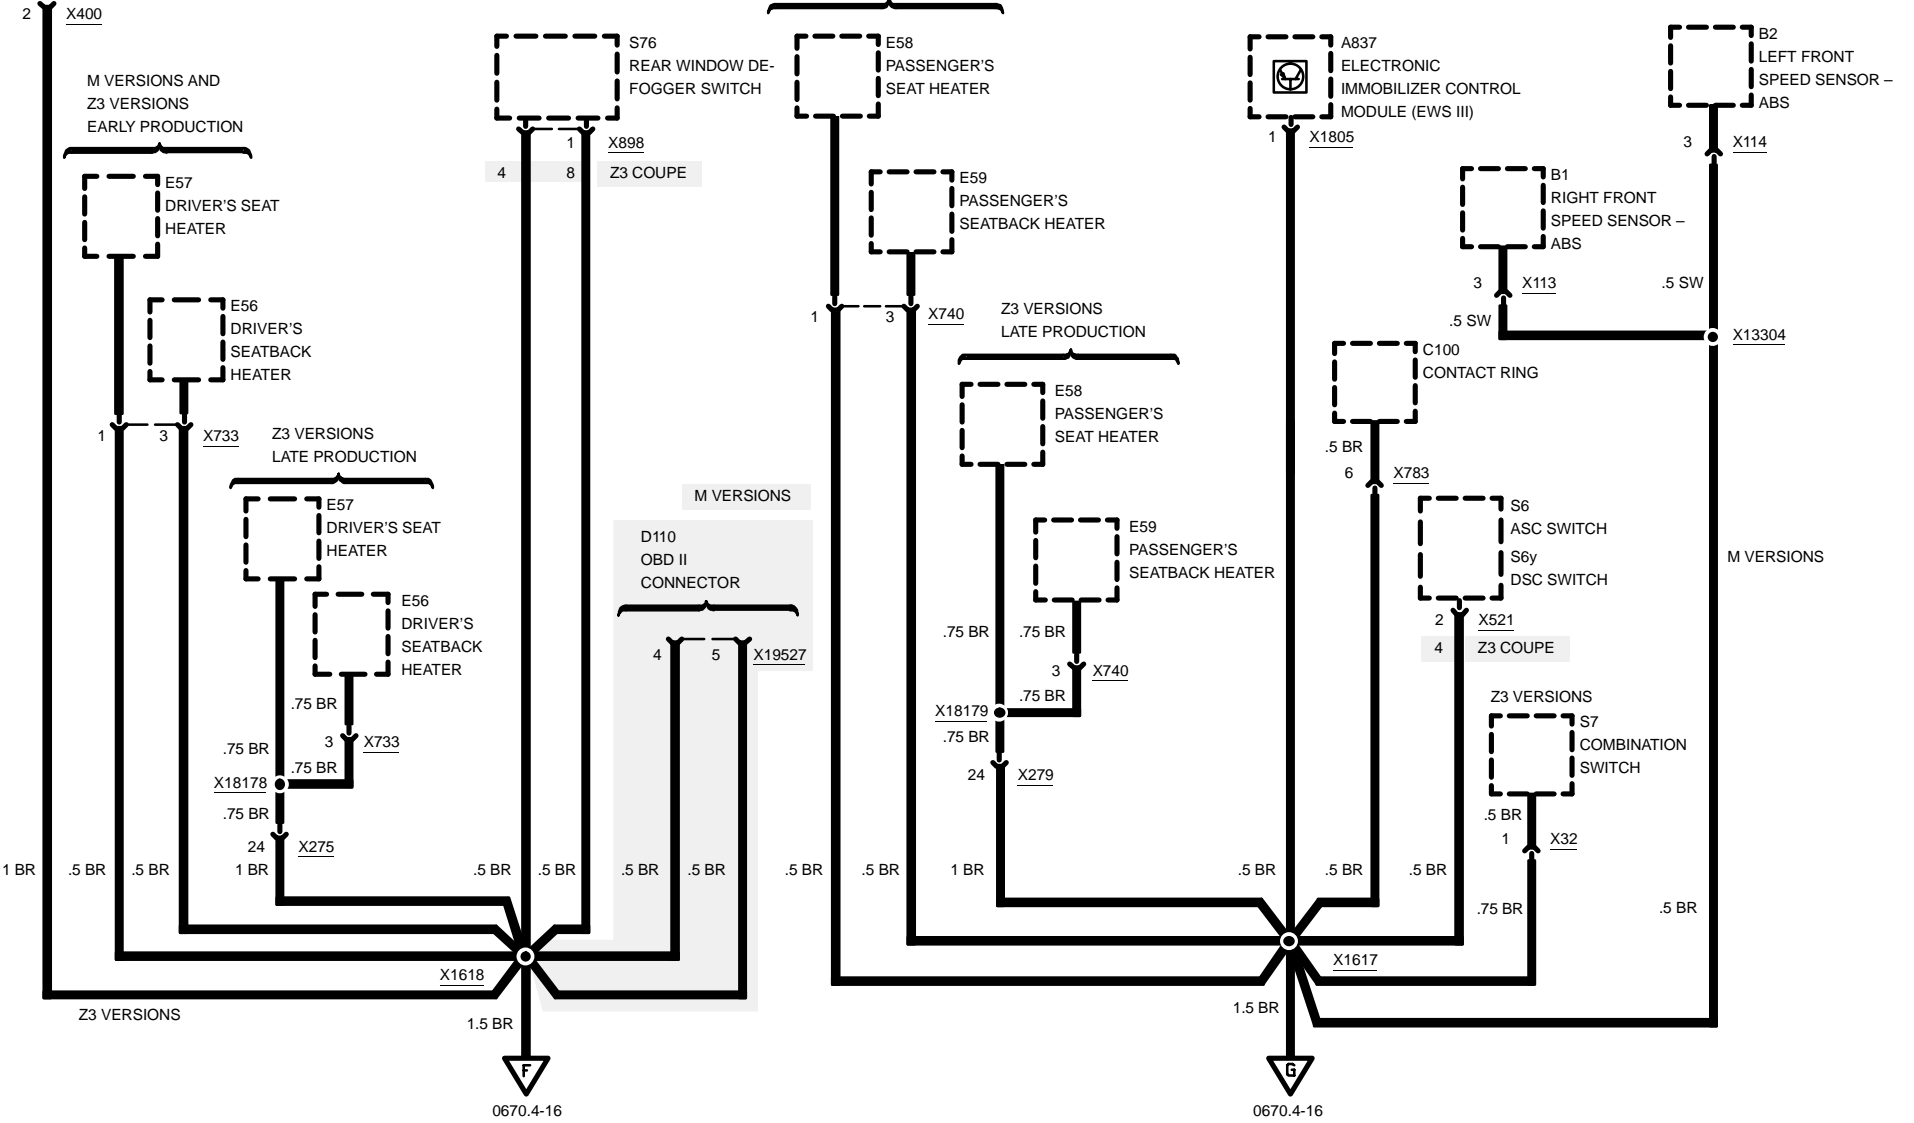 2 X400
M VERSIONS AND
Z3 VERSIONS
EARLY PRODUCTION
E57
DRIVER'S SEAT
HEATER
E56
DRIVER'S
SEATBACK
HEATER
1 3 X733
Z3 VERSIONS
LATE PRODUCTION
E57
DRIVER'S SEAT
HEATER
E56
DRIVER'S
SEATBACK
HEATER
.75 BR
3 X733
.75 BR
.75 BR
X18178
.75 BR
24 X275
1 BR
.5 BR
.5 BR
1 BR
S76
REAR WINDOW DE-
FOGGER SWITCH
1 X898
4 8 Z3 COUPE
.5 BR
.5 BR
M VERSIONS
D110
OBD II
CONNECTOR
4 5 X19527
.5 BR
.5 BR
X1618
Z3 VERSIONS
1.5 BR
F
0670.4-16
E58
PASSENGER'S
SEAT HEATER
E59
PASSENGER'S
SEATBACK HEATER
1 3 X740
Z3 VERSIONS
LATE PRODUCTION
E58
PASSENGER'S
SEAT HEATER
E59
PASSENGER'S
SEATBACK HEATER
.75 BR
.75 BR
3 X740
.75 BR
X18179
.75 BR
24 X279
.5 BR
.5 BR
1 BR
A837
ELECTRONIC
IMMOBILIZER CONTROL
MODULE (EWS III)
1 X1805
.5 BR
B2
LEFT FRONT
SPEED SENSOR –
ABS
3 X114
B1
RIGHT FRONT
SPEED SENSOR –
ABS
3 X113
.5 SW
.5 SW
X13304
C100
CONTACT RING
.5 BR
6 X783
.5 BR
S6
ASC SWITCH
S6y
DSC SWITCH
2 X521
4 Z3 COUPE
.5 BR
M VERSIONS
Z3 VERSIONS
S7
COMBINATION
SWITCH
.5 BR
1 X32
.75 BR
.5 BR
X1617
1.5 BR
G
0670.4-16